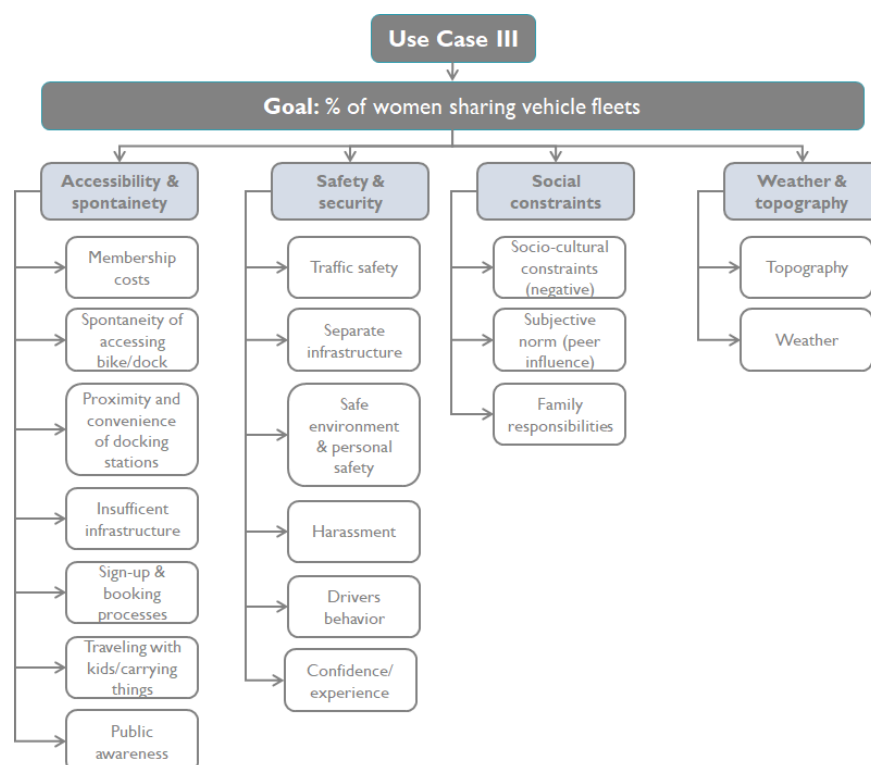 Use Case III
Goal: % of women sharing vehicle fleets
Accessibility &
spontainety
Membership
costs
Spontaneity of
accessing
bike/dock
Proximity and
convenience
of docking
stations
Insufficent
infrastructure
Sign-up &
booking
processes
Traveling with
kids/carrying
things
Public
awareness
Safety &
security
Traffic safety
Separate
infrastructure
Safe
environment
& personal
safety
Harassment
Drivers
behavior
Confidence/
experience
Social
constraints
Socio-cultural
constraints
(negative)
Subjective
norm (peer
influence)
Family
responsibilities
Weather &
topography
Topography
Weather